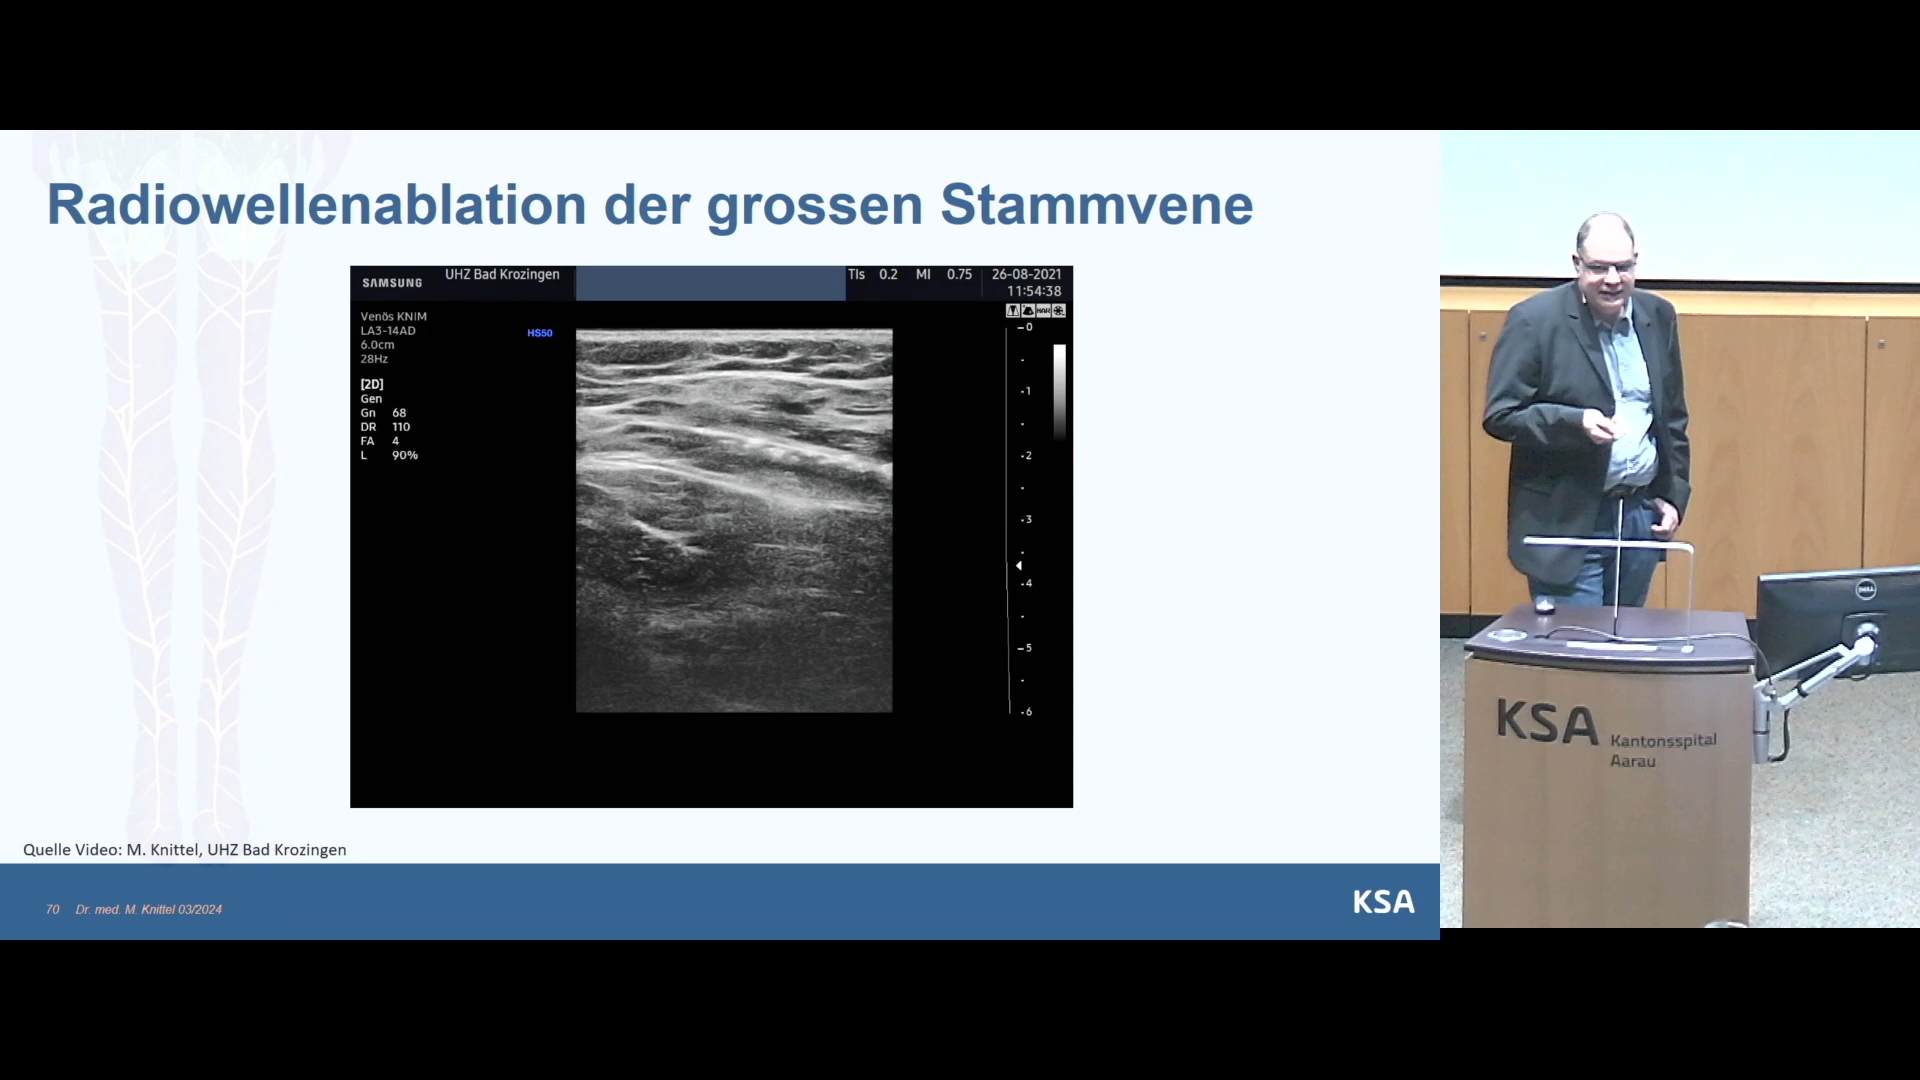 Radiowellenablation der grossen Stammvene
SAMSUNG
UHZ Bad Krozingen
TIs 0.2 MI 0.75
26-08-2021
11:54:38
Venös KNIM
LA3-14AD
6.0cm
28Hz
HS50
[2D]
Gen
Gn 68
DR 110
FA 4
L 90%
0
1
2
3
4
5
6
Quelle Video: M. Knittel, UHZ Bad Krozingen
70 Dr. med. M. Knittel 03/2024
KSA
DELL
KSA Kantonsspital
Aarau